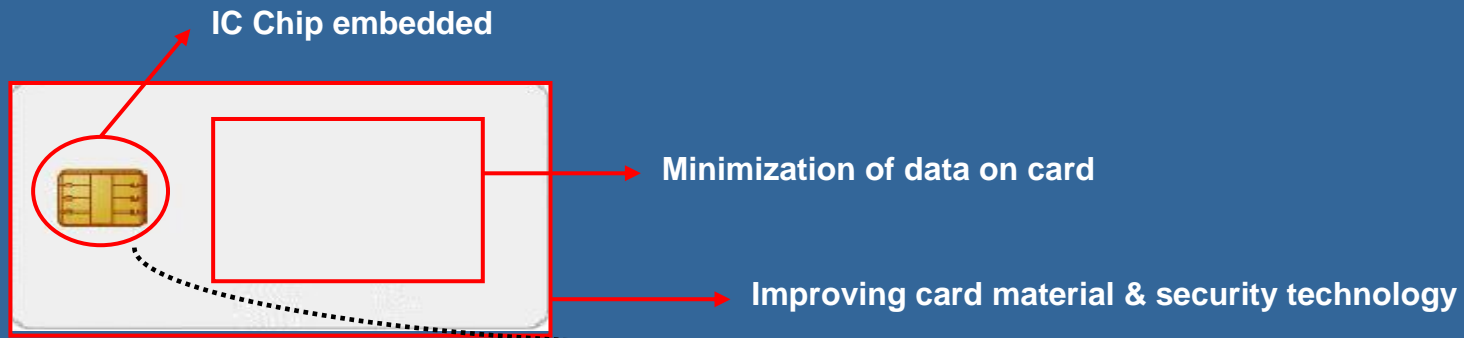 IC Chip embedded
Minimization of data on card
Improving card material & security technology